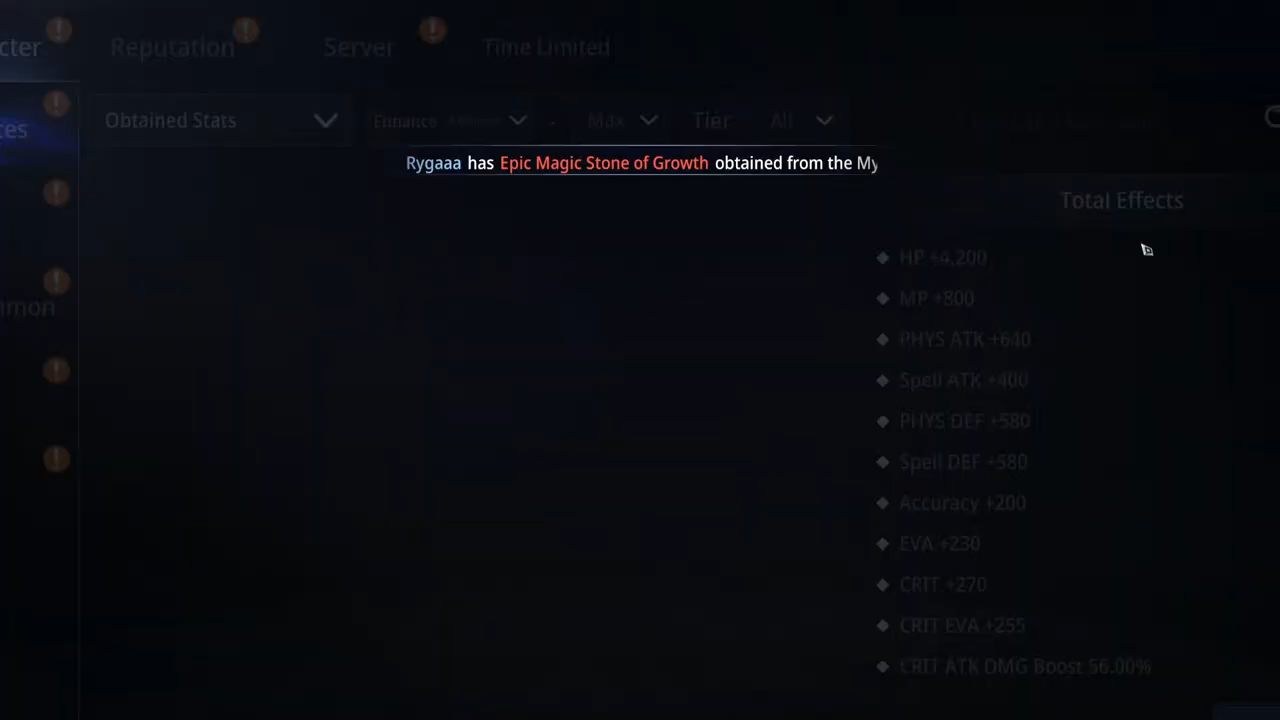 cter Reputation Server Time Limited
ces Obtained Stats Enhance Max Tier All
Rygaaa has Epic Magic Stone of Growth obtained from the My
Total Effects
HP +4,200
mmon
MP +800
PHYS ATK +640
Spell ATK +400
PHYS DEF +580
Spell DEF +580
Accuracy +200
EVA +230
CRIT +270
CRIT EVA +255
CRIT ATK DMG Boost 56.00%